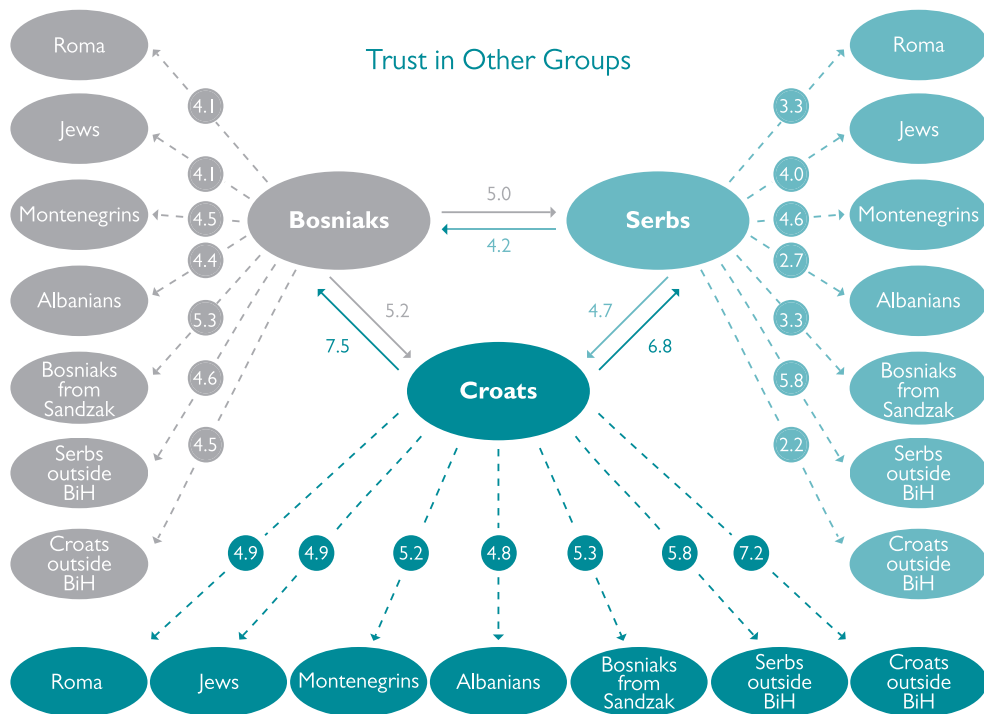 Trust in Other Groups
Roma
Jews
Montenegrins
Albanians
Bosniaks
from
Sandzak
Serbs
outside
BiH
Croats
outside
BiH
4.1
4.1
4.5
4.4
5.3
4.6
4.5
Bosniaks
5.0
4.2
Serbs
5.2
7.5
4.7
6.8
Croats
3.3
4.0
4.6
2.7
3.3
5.8
2.2
Roma
Jews
Montenegrins
Albanians
Bosniaks
from
Sandzak
Serbs
outside
BiH
Croats
outside
BiH
4.9
4.9
5.2
4.8
5.3
5.8
7.2
Roma
Jews
Montenegrins
Albanians
Bosniaks
from
Sandzak
Serbs
outside
BiH
Croats
outside
BiH